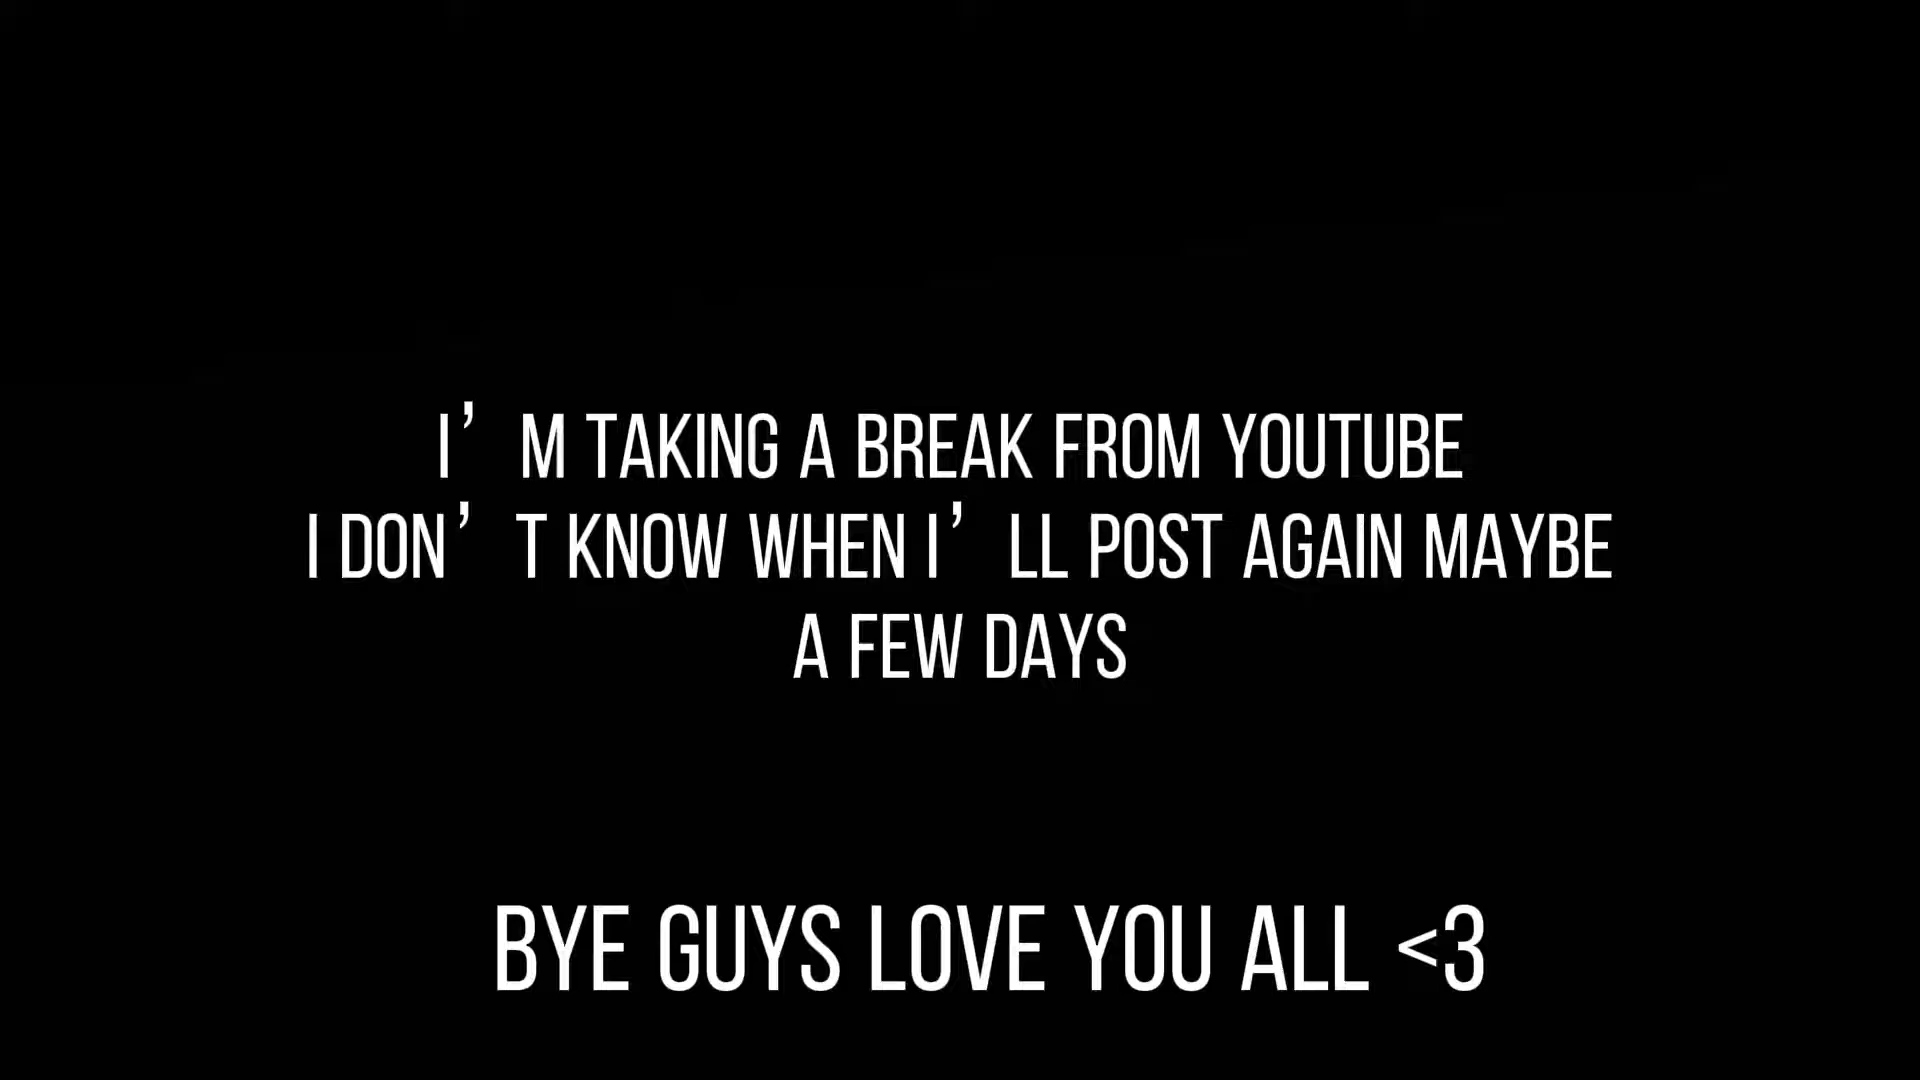 I’M TAKING A BREAK FROM YOUTUBE
I DON’T KNOW WHEN I’LL POST AGAIN MAYBE
A FEW DAYS
BYE GUYS LOVE YOU ALL <3